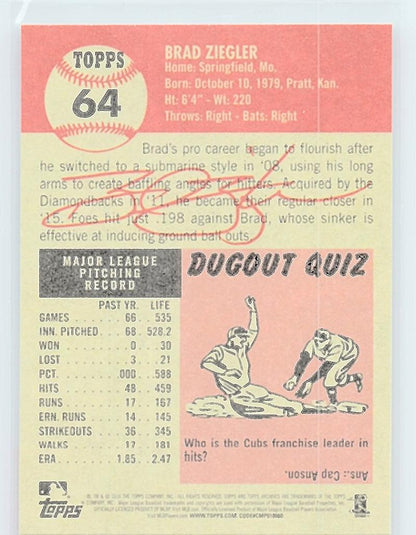 TOPPS
64
BRAD ZIEGLER
Home: Springfield, Mo.
Born: October 10, 1979, Pratt, Kan.
Ht: 6'4" - Wt: 220
Throws: Right - Bats: Right
Brad's pro career began to flourish after
he switched to a submarine style in '08, using his long
arms to create baffling angles for hitters. Acquired by the
Diamondbacks in '11, he became their regular closer in
'15. Foes hit just .198 against Brad, whose sinker is
effective at inducing ground ball outs.
MAJOR LEAGUE
PITCHING
RECORD
PAST YR. LIFE
GAMES 66 535
INN. PITCHED 68 528.2
WON 0 30
LOST 3 21
PCT. .000 .588
HITS 48 459
RUNS 17 167
ERN. RUNS 14 145
STRIKEOUTS 36 345
WALKS 17 181
ERA 1.85 2.47
DUGOUT QUIZ
Who is the Cubs franchise leader in
hits?
Ans.: Cap Anson.
Topps